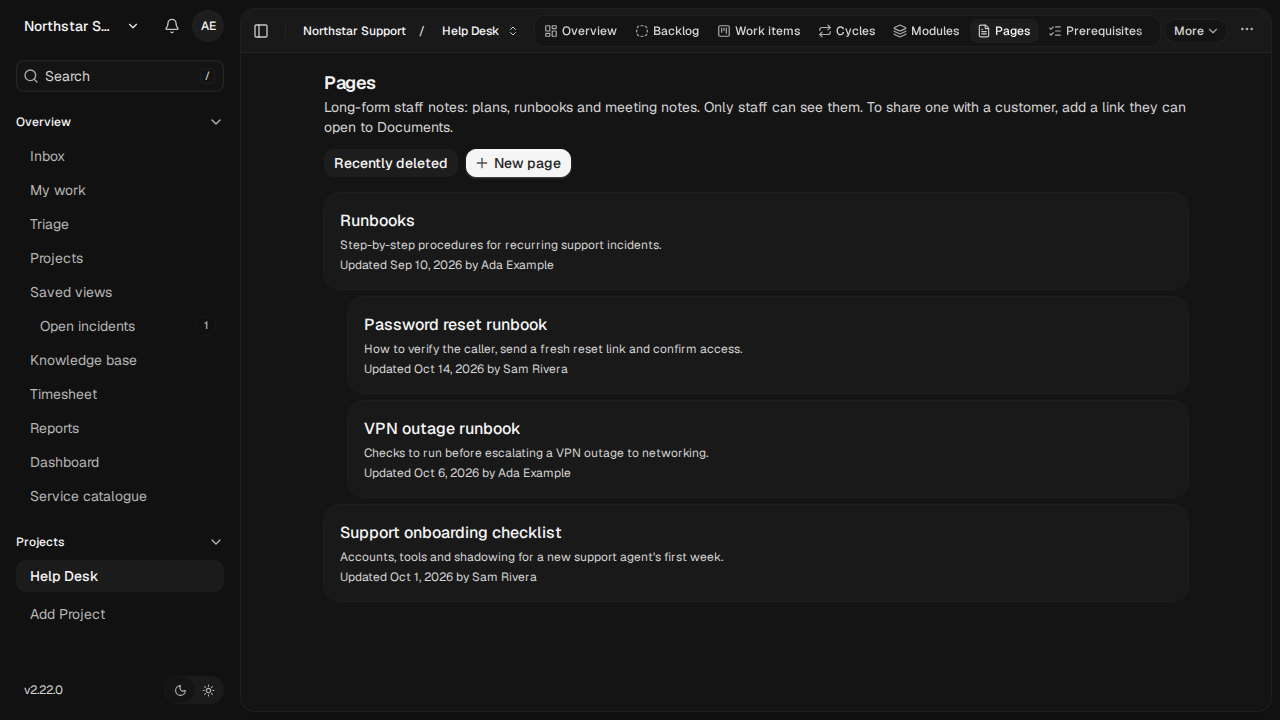 Northstar S...
AE
Search
/
Overview
Inbox
My work
Triage
Projects
Saved views
Open incidents
1
Knowledge base
Timesheet
Reports
Dashboard
Service catalogue
Projects
Help Desk
Add Project
v2.22.0
Northstar Support / Help Desk
Overview
Backlog
Work items
Cycles
Modules
Pages
Prerequisites
More
Pages
Long-form staff notes: plans, runbooks and meeting notes. Only staff can see them. To share one with a customer, add a link they can
open to Documents.
Recently deleted
New page
Runbooks
Step-by-step procedures for recurring support incidents.
Updated Sep 10, 2026 by Ada Example
Password reset runbook
How to verify the caller, send a fresh reset link and confirm access.
Updated Oct 14, 2026 by Sam Rivera
VPN outage runbook
Checks to run before escalating a VPN outage to networking.
Updated Oct 6, 2026 by Ada Example
Support onboarding checklist
Accounts, tools and shadowing for a new support agent's first week.
Updated Oct 1, 2026 by Sam Rivera